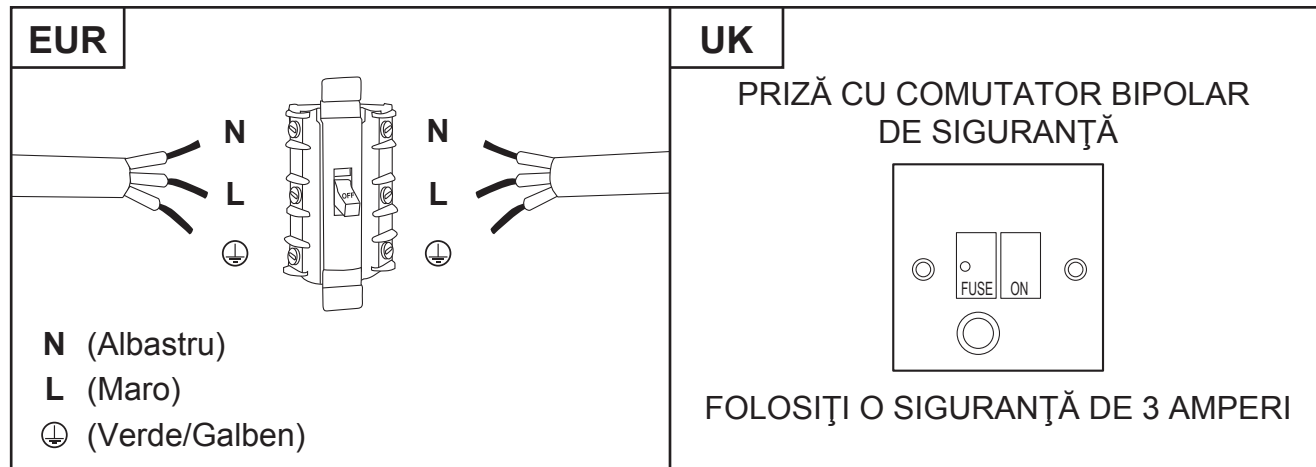 EUR
N
L
N
L
OFF
N (Albastru)
L (Maro)
(Verde/Galben)
UK
PRIZĂ CU COMUTATOR BIPOLAR
DE SIGURANŢĂ
FUSE ON
FOLOSIŢI O SIGURANŢĂ DE 3 AMPERI